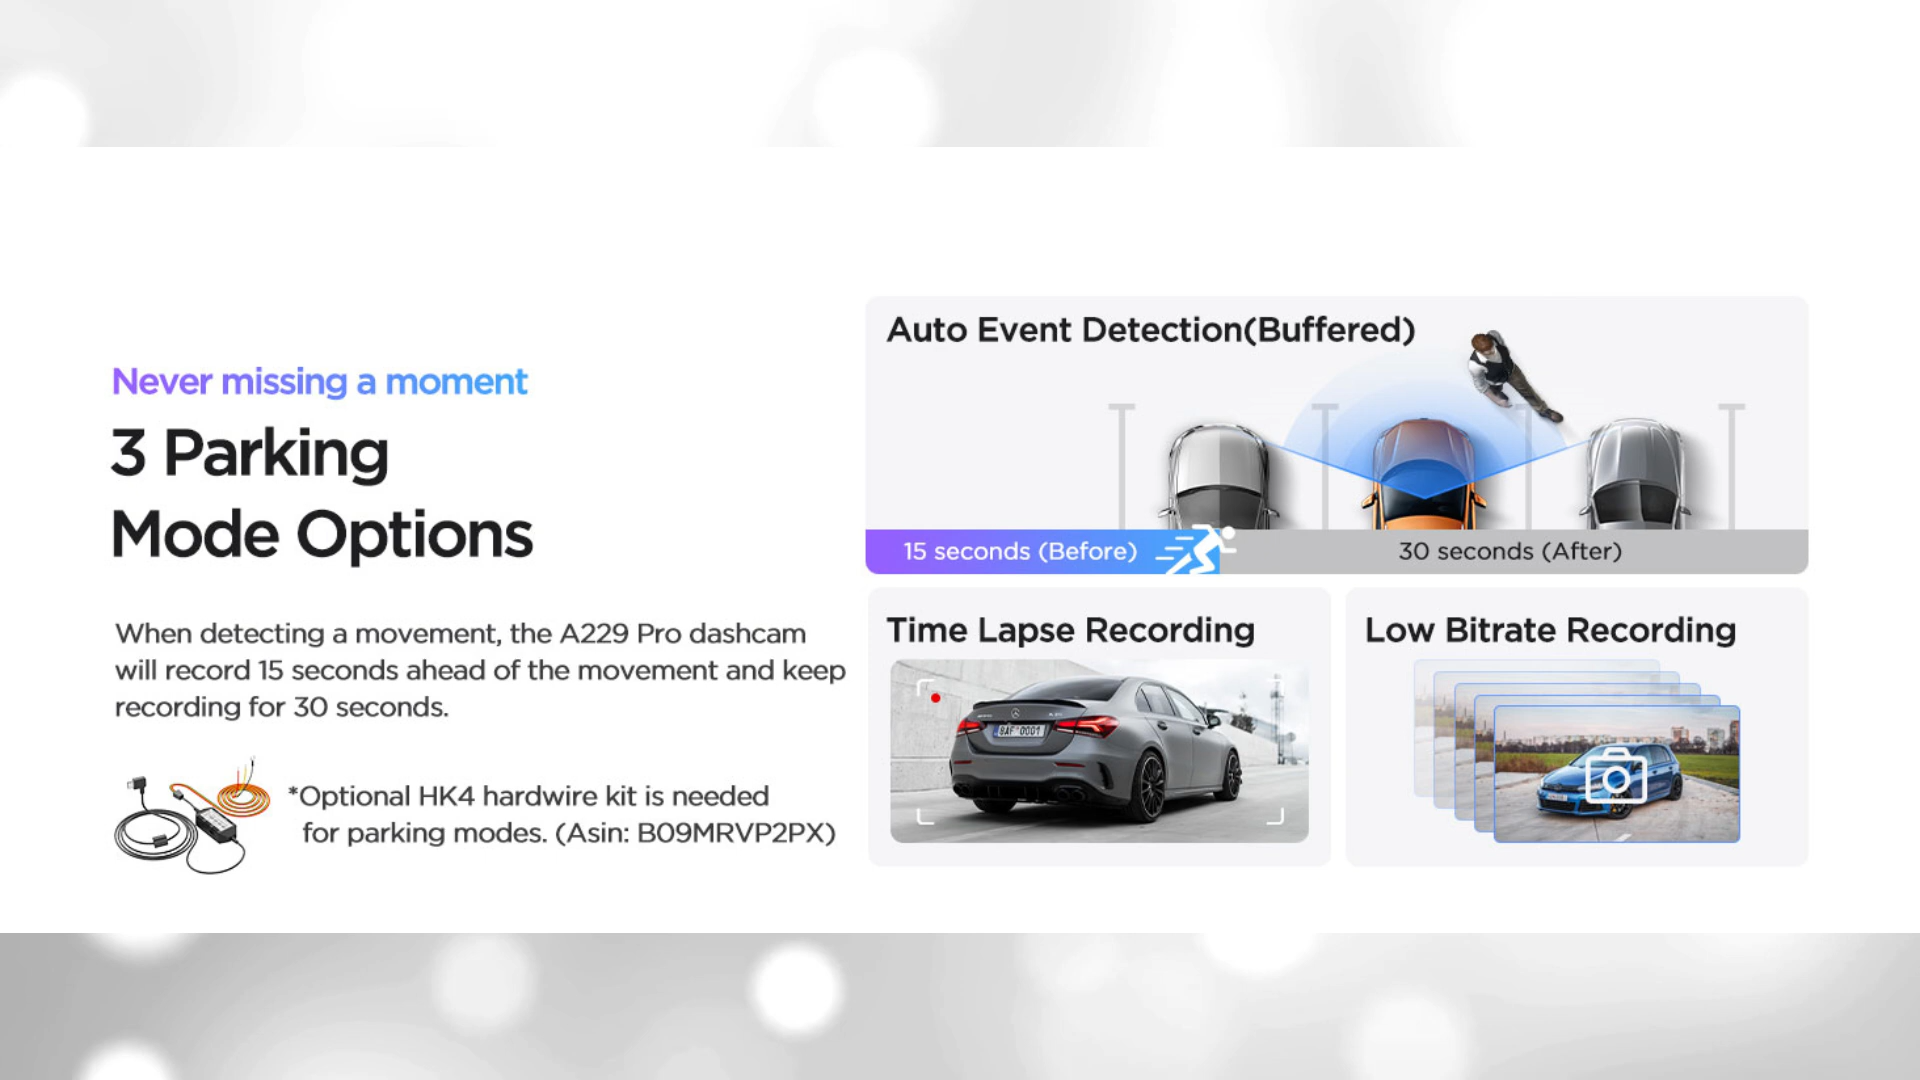 Never missing a moment
3 Parking
Mode Options
When detecting a movement, the A229 Pro dashcam
will record 15 seconds ahead of the movement and keep
recording for 30 seconds.
*Optional HK4 hardwire kit is needed
for parking modes. (Asin: B09MRVP2PX)
Auto Event Detection(Buffered)
15 seconds (Before)
30 seconds (After)
Time Lapse Recording
8AF 0001
Low Bitrate Recording